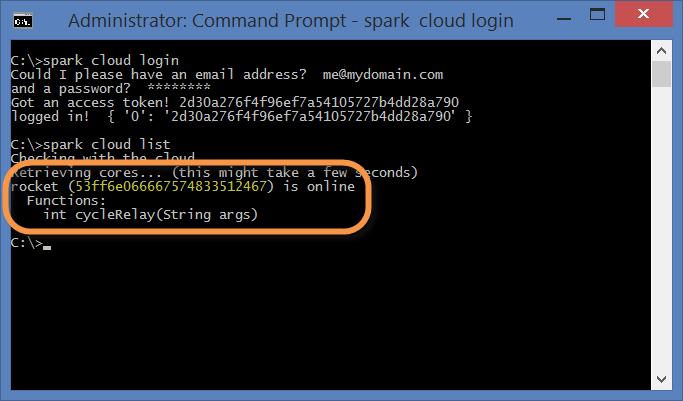 Administrator: Command Prompt - spark cloud login
C:\>spark cloud login
Could I please have an email address?  me@mydomain.com
and a password?  ********
Got an access token! 2d30a276f4f96ef7a54105727b4dd28a790
logged in!  { '0': '2d30a276f4f96ef7a54105727b4dd28a790' }
C:\>spark cloud list
Checking with the cloud
Retrieving cores... (this might take a few seconds)
rocket (53ff6e066667574833512467) is online
  Functions:
    int cycleRelay(String args)
C:\>